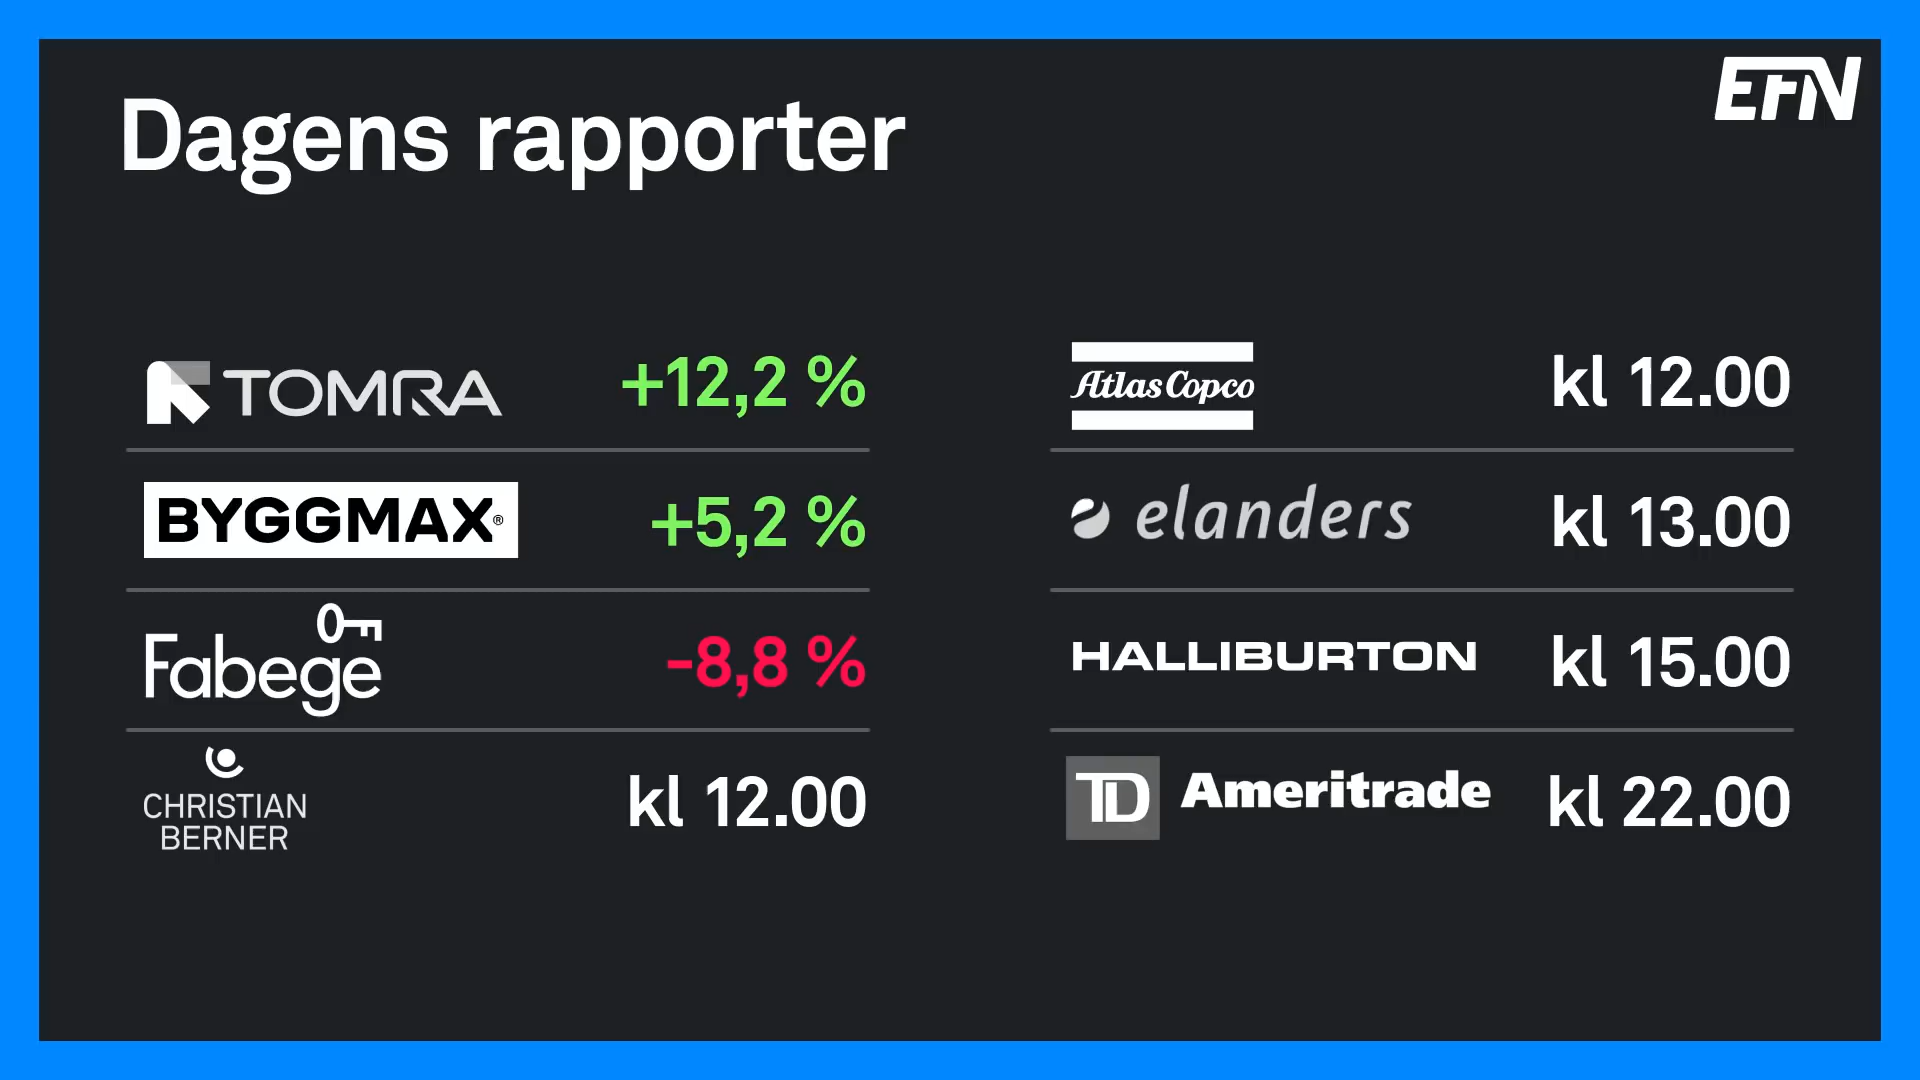 EFN
Dagens rapporter
TOMRA +12,2 %
BYGGMAX® +5,2 %
Fabege -8,8 %
CHRISTIAN
BERNER kl 12.00
Atlas Copco kl 12.00
elanders kl 13.00
HALLIBURTON kl 15.00
TD Ameritrade kl 22.00